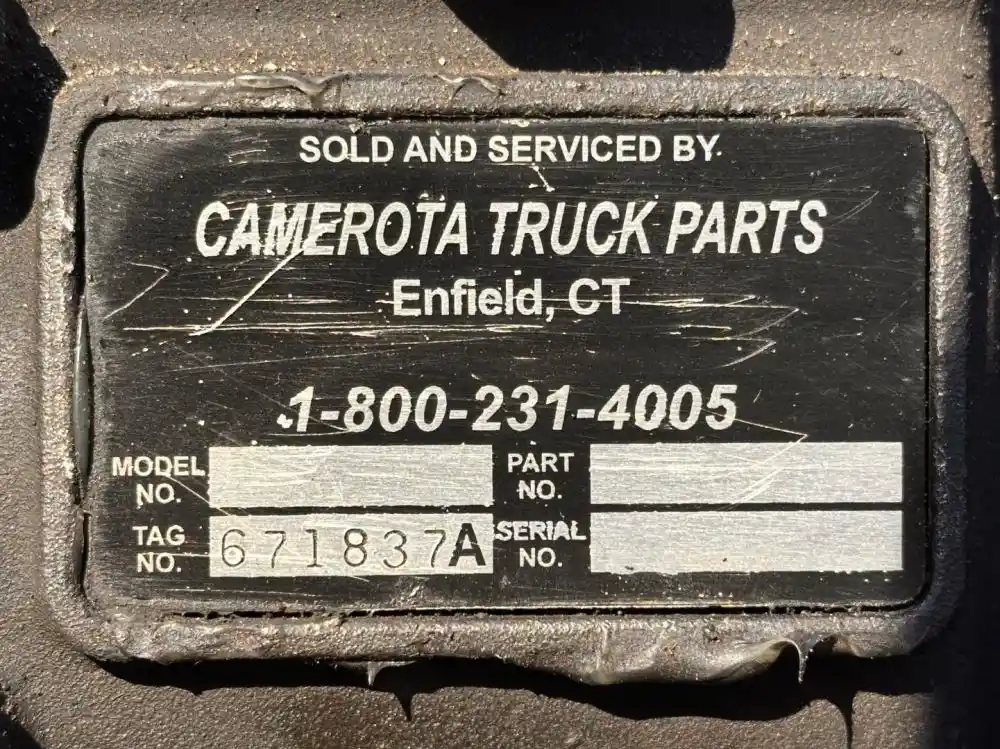 SOLD AND SERVICED BY
CAMEROTA TRUCK PARTS
Enfield, CT
1-800-231-4005
MODEL NO.
PART NO.
TAG NO. 671837A
SERIAL NO.